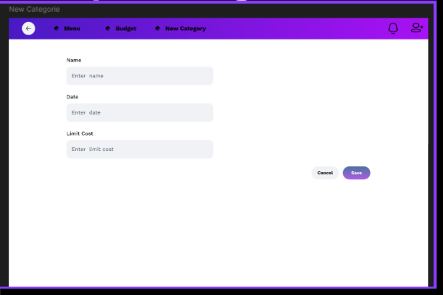 New Categorie
Menu Budget New Category
Name
Enter name
Date
Enter date
Limit Cost
Enter limit cost
Cancel Save